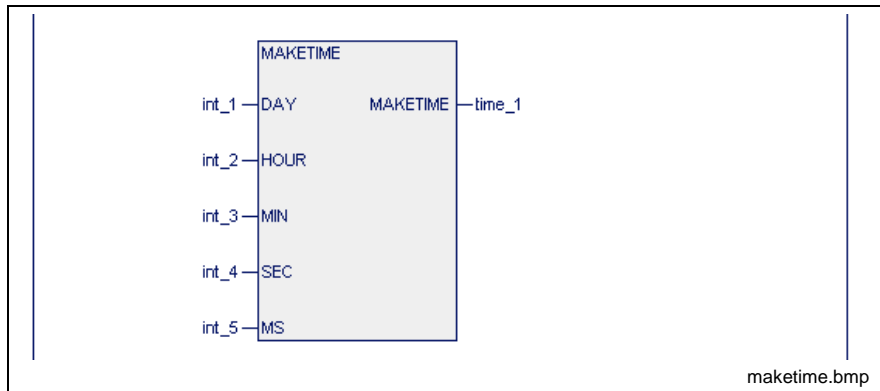 MAKETIME
int_1 DAY MAKETIME time_1
int_2 HOUR
int_3 MIN
int_4 SEC
int_5 MS
maketime.bmp